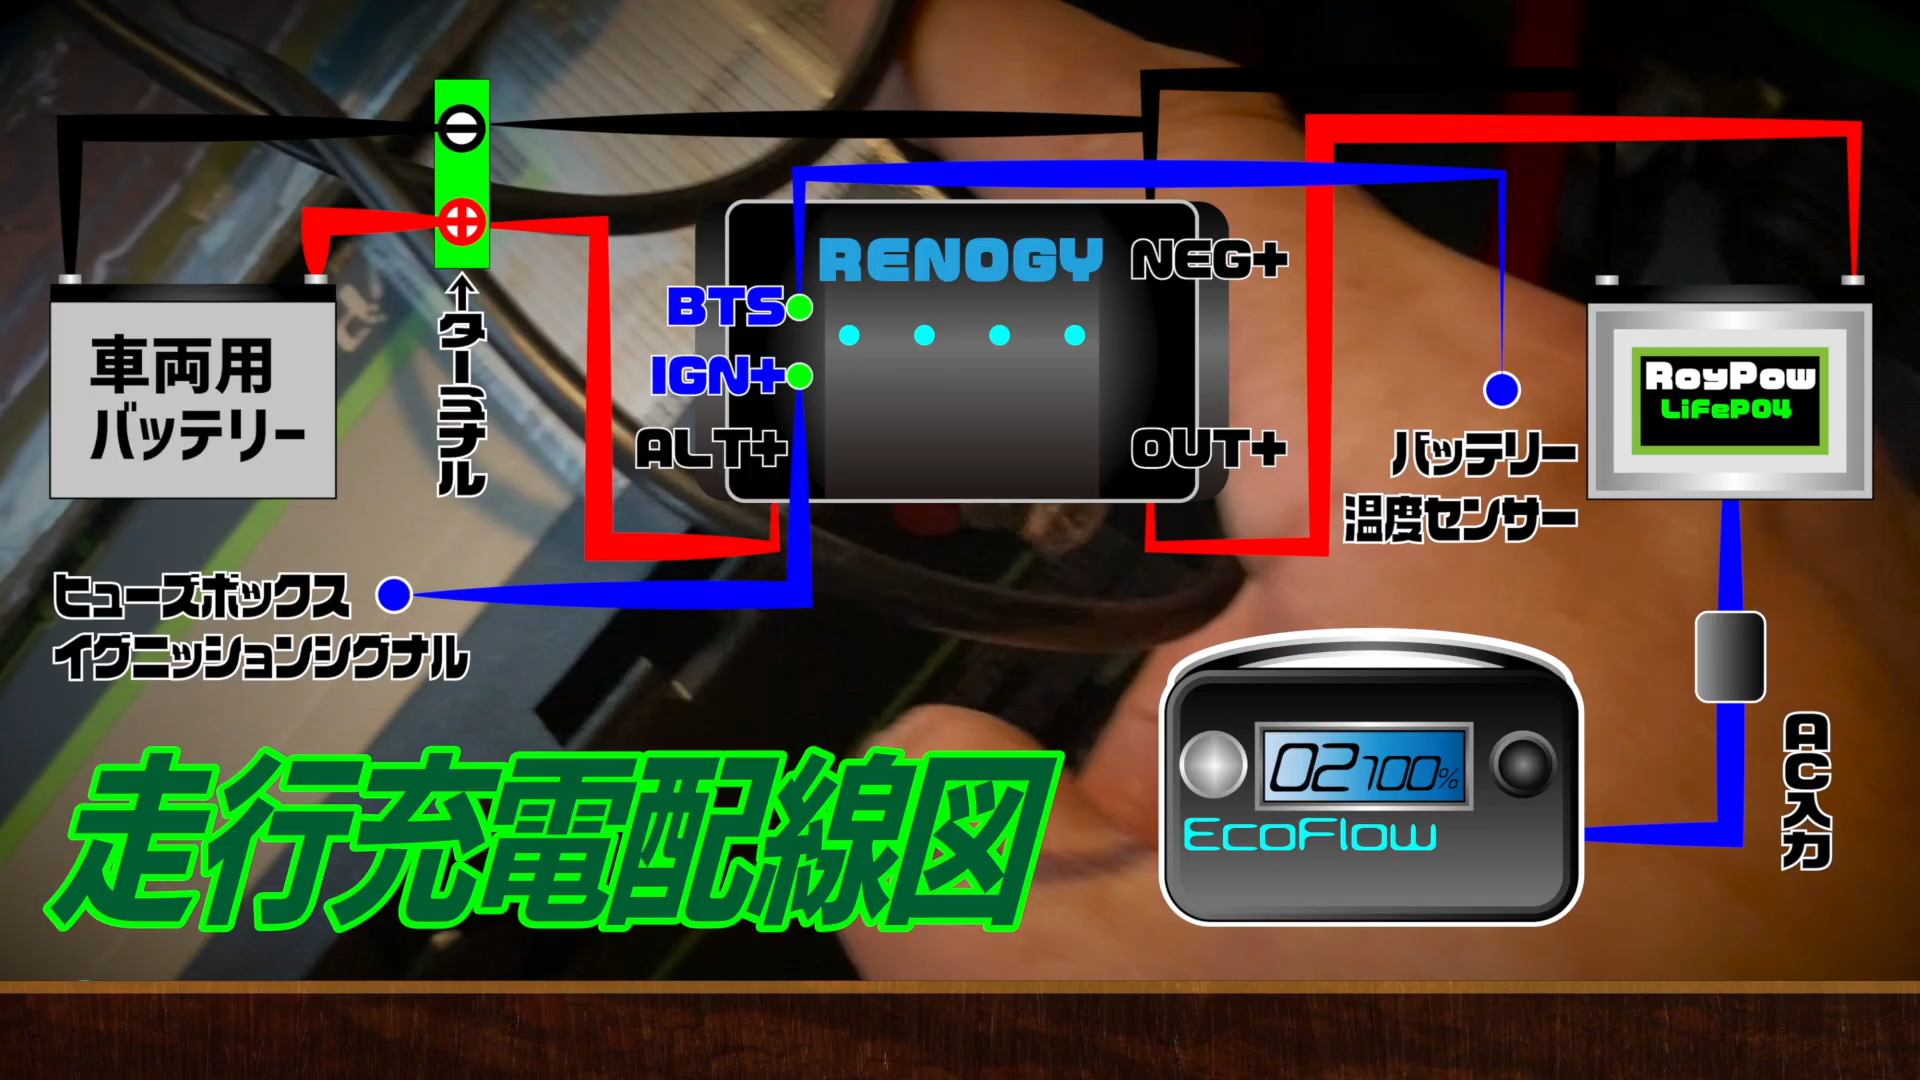 RENOGY
NEG+
BTS
IGN+
ALT+
OUT+
車両用
バッテリー
↑ターミナル
RoyPow
LiFePO4
バッテリー
温度センサー
ヒューズボックス
イグニッションシグナル
走行充電配線図
02 100%
EcoFlow
AC入力